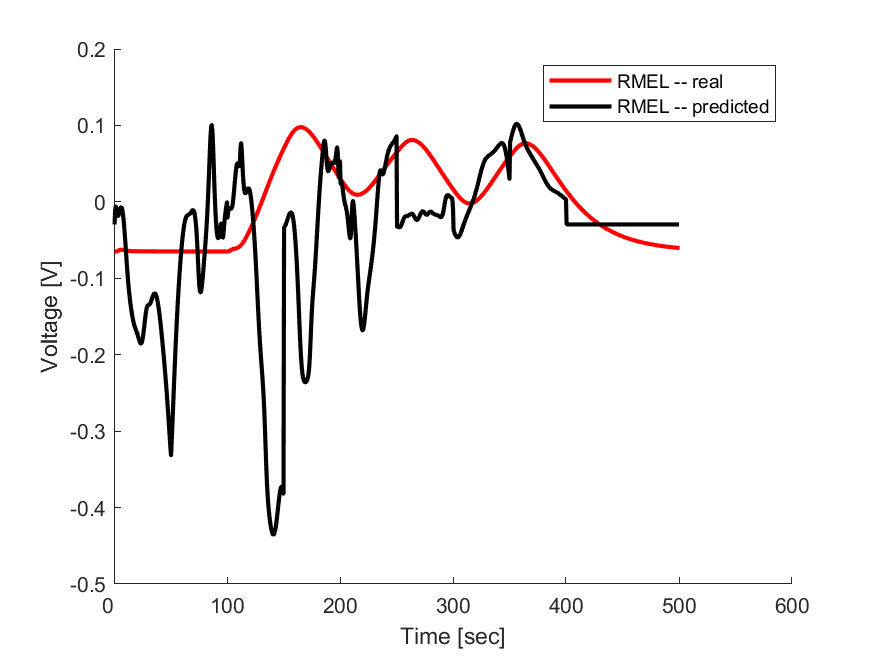 0.2
0.1
0
-0.1
-0.2
-0.3
-0.4
-0.5
Voltage [V]
RMEL -- real
RMEL -- predicted
0 100 200 300 400 500 600
Time [sec]